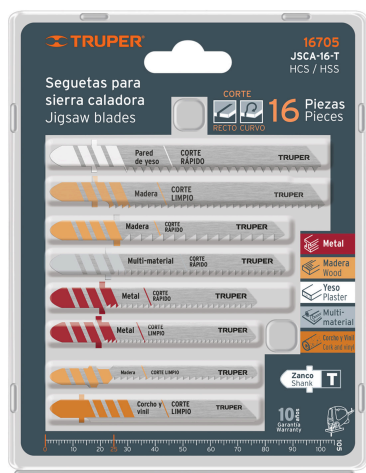 TRUPER®
16705
JSCA-16-T
HCS / HSS
Seguetas para
sierra caladora
Jigsaw blades
CORTE
RECTO CURVO
16 Piezas
Pieces
Pared
de yeso
CORTE
RÁPIDO
TRUPER
Madera
CORTE
LIMPIO
TRUPER
Madera
CORTE
RÁPIDO
TRUPER
Multi-material
CORTE
RÁPIDO
TRUPER
Metal
CORTE
RÁPIDO
TRUPER
Metal
CORTE
LIMPIO
TRUPER
Madera
CORTE LIMPIO
TRUPER
Corcho y
vinil
CORTE
LIMPIO
TRUPER
Metal
Madera
Wood
Yeso
Plaster
Multi-
material
Corcho y Vinil
Cork and vinyl
Zanco
Shank
T
10 años
Garantía
Warranty
0 10 20 25 30 40 50 60 70 80 90 100 105